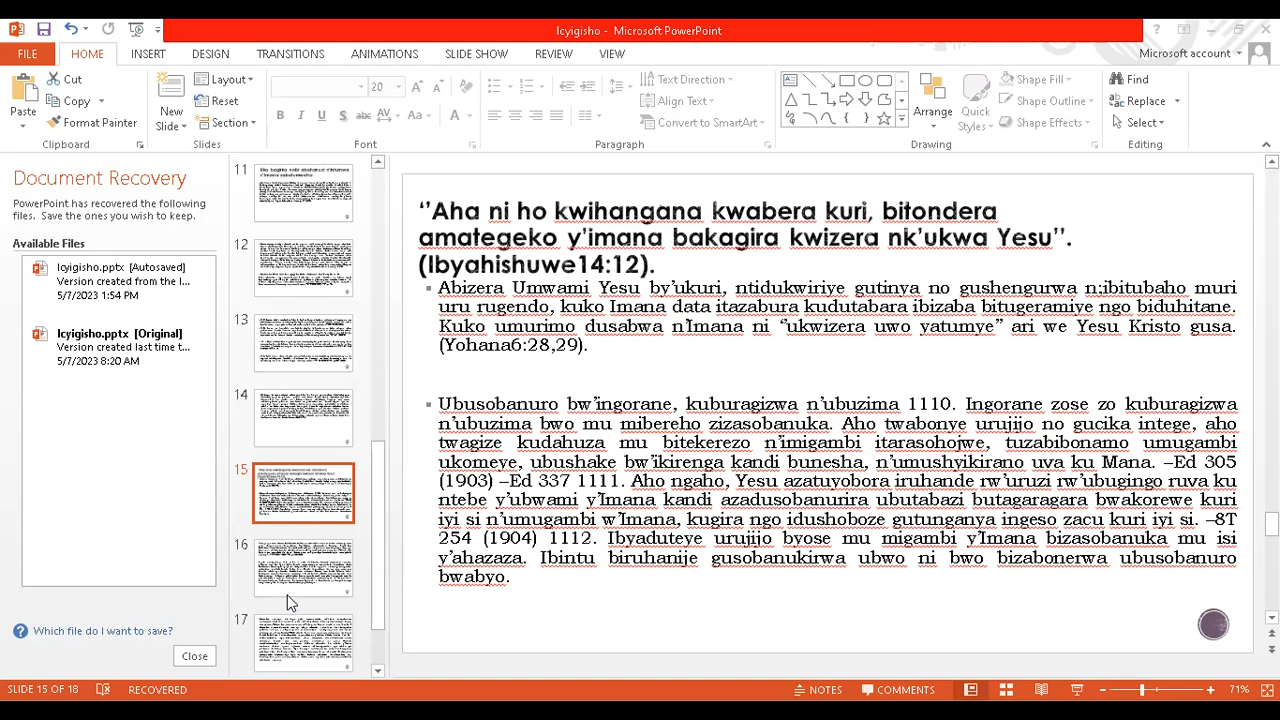 Icyigisho - Microsoft PowerPoint
FILE HOME INSERT DESIGN TRANSITIONS ANIMATIONS SLIDE SHOW REVIEW VIEW Microsoft account
Paste Cut Copy Format Painter
Clipboard
New Slide Layout Reset Section
Slides
20
Font
Text Direction Align Text Convert to SmartArt
Paragraph
Arrange Quick Styles Shape Fill Shape Outline Shape Effects
Drawing
Find Replace Select
Editing
Document Recovery
PowerPoint has recovered the following
files. Save the ones you wish to keep.
Available Files
Icyigisho.pptx [Autosaved]
Version created from the l...
5/7/2023 1:54 PM
Icyigisho.pptx [Original]
Version created last time t...
5/7/2023 8:20 AM
Which file do I want to save?
Close
11
12
13
14
15
16
17
‘’Aha ni ho kwihangana kwabera kuri, bitondera
amategeko y’imana bakagira kwizera nk’ukwa Yesu’’.
(Ibyahishuwe14:12).
Abizera Umwami Yesu by’ukuri, ntidukwiriye gutinya no gushengurwa n;ibitubaho muri
uru rugendo, kuko Imana data itazabura kudutabara ibizaba bitugeramiye ngo biduhitane.
Kuko umurimo dusabwa n’Imana ni ‘’ukwizera uwo yatumye’’ ari we Yesu Kristo gusa.
(Yohana6:28,29).
Ubusobanuro bw’ingorane, kuburagizwa n’ubuzima 1110. Ingorane zose zo kuburagizwa
n’ubuzima bwo mu mibereho zizasobanuka. Aho twabonye urujijo no gucika intege, aho
twagize kudahuza mu bitekerezo n’imigambi itarasohojwe, tuzabibonamo umugambi
ukomeye, ubushake bw’ikirenga kandi bunesha, n’umushyikirano uva ku Mana. –Ed 305
(1903) –Ed 337 1111. Aho ngaho, Yesu azatuyobora iruhande rw’uruzi rw’ubugingo ruva ku
ntebe y’ubwami y’Imana kandi azadusobanurira ubutabazi butagaragara bwakorewe kuri
iyi si n’umugambi w’Imana, kugira ngo idushoboze gutunganya ingeso zacu kuri iyi si. –8T
254 (1904) 1112. Ibyaduteye urujijo byose mu migambi y’Imana bizasobanuka mu isi
y’ahazaza. Ibintu biruhanije gusobanukirwa ubwo ni bwo bizabonerwa ubusobanuro
bwabyo.
SLIDE 15 OF 18 RECOVERED NOTES COMMENTS 71%